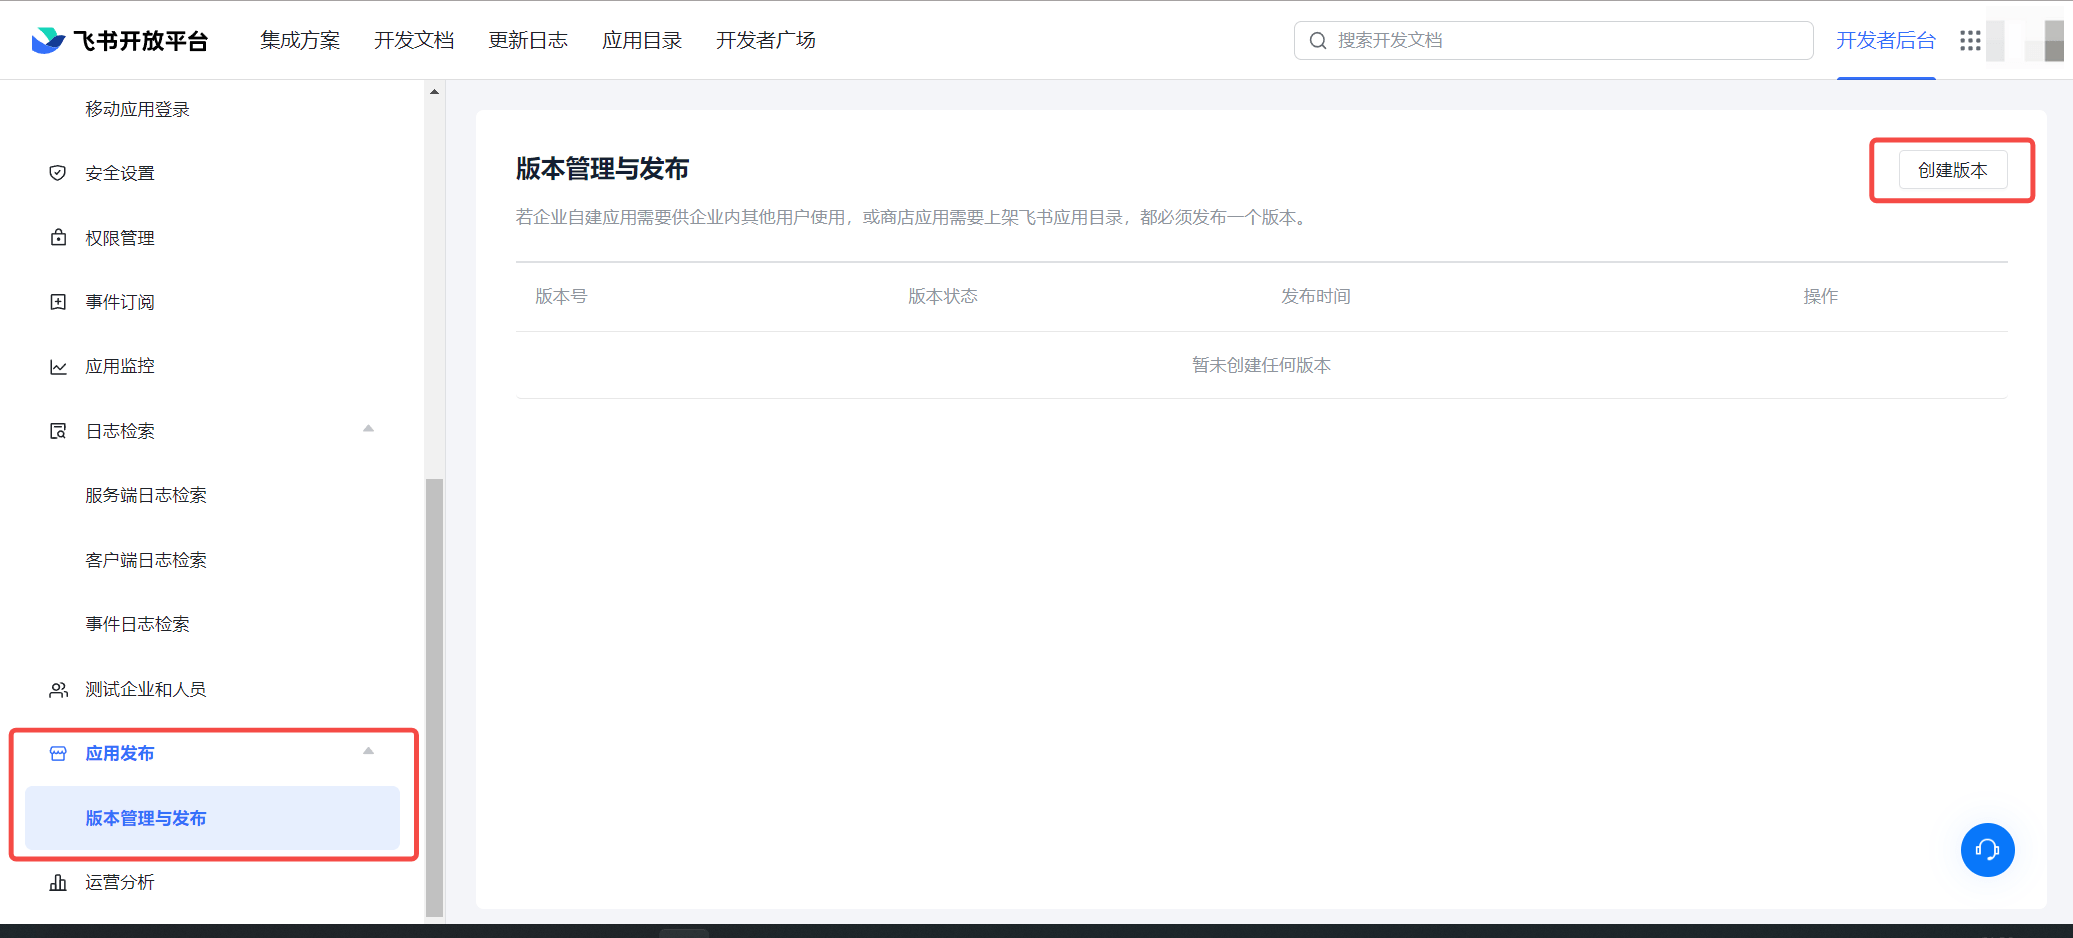 飞书开放平台
集成方案
开发文档
更新日志
应用目录
开发者广场
搜索开发文档
开发者后台
移动应用登录
安全设置
权限管理
事件订阅
应用监控
日志检索
服务端日志检索
客户端日志检索
事件日志检索
测试企业和人员
应用发布
版本管理与发布
运营分析
版本管理与发布
创建版本
若企业自建应用需要供企业内其他用户使用，或商店应用需要上架飞书应用目录，都必须发布一个版本。
版本号 版本状态 发布时间 操作
暂未创建任何版本